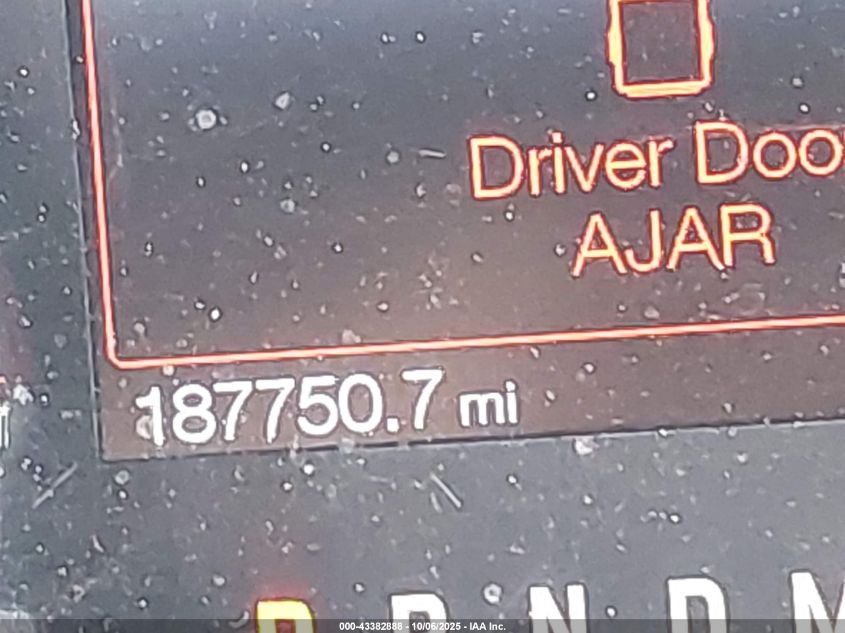 Driver Doo
AJAR
187750.7 mi
P R N D M
000-43382888 - 10/06/2025 - IAA Inc.